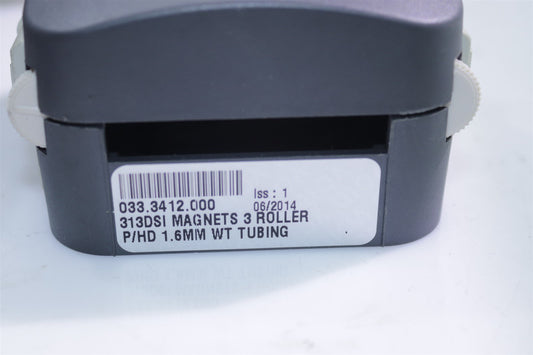 Iss : 1
033.3412.000 06/2014
313DSI MAGNETS 3 ROLLER
P/HD 1.6MM WT TUBING